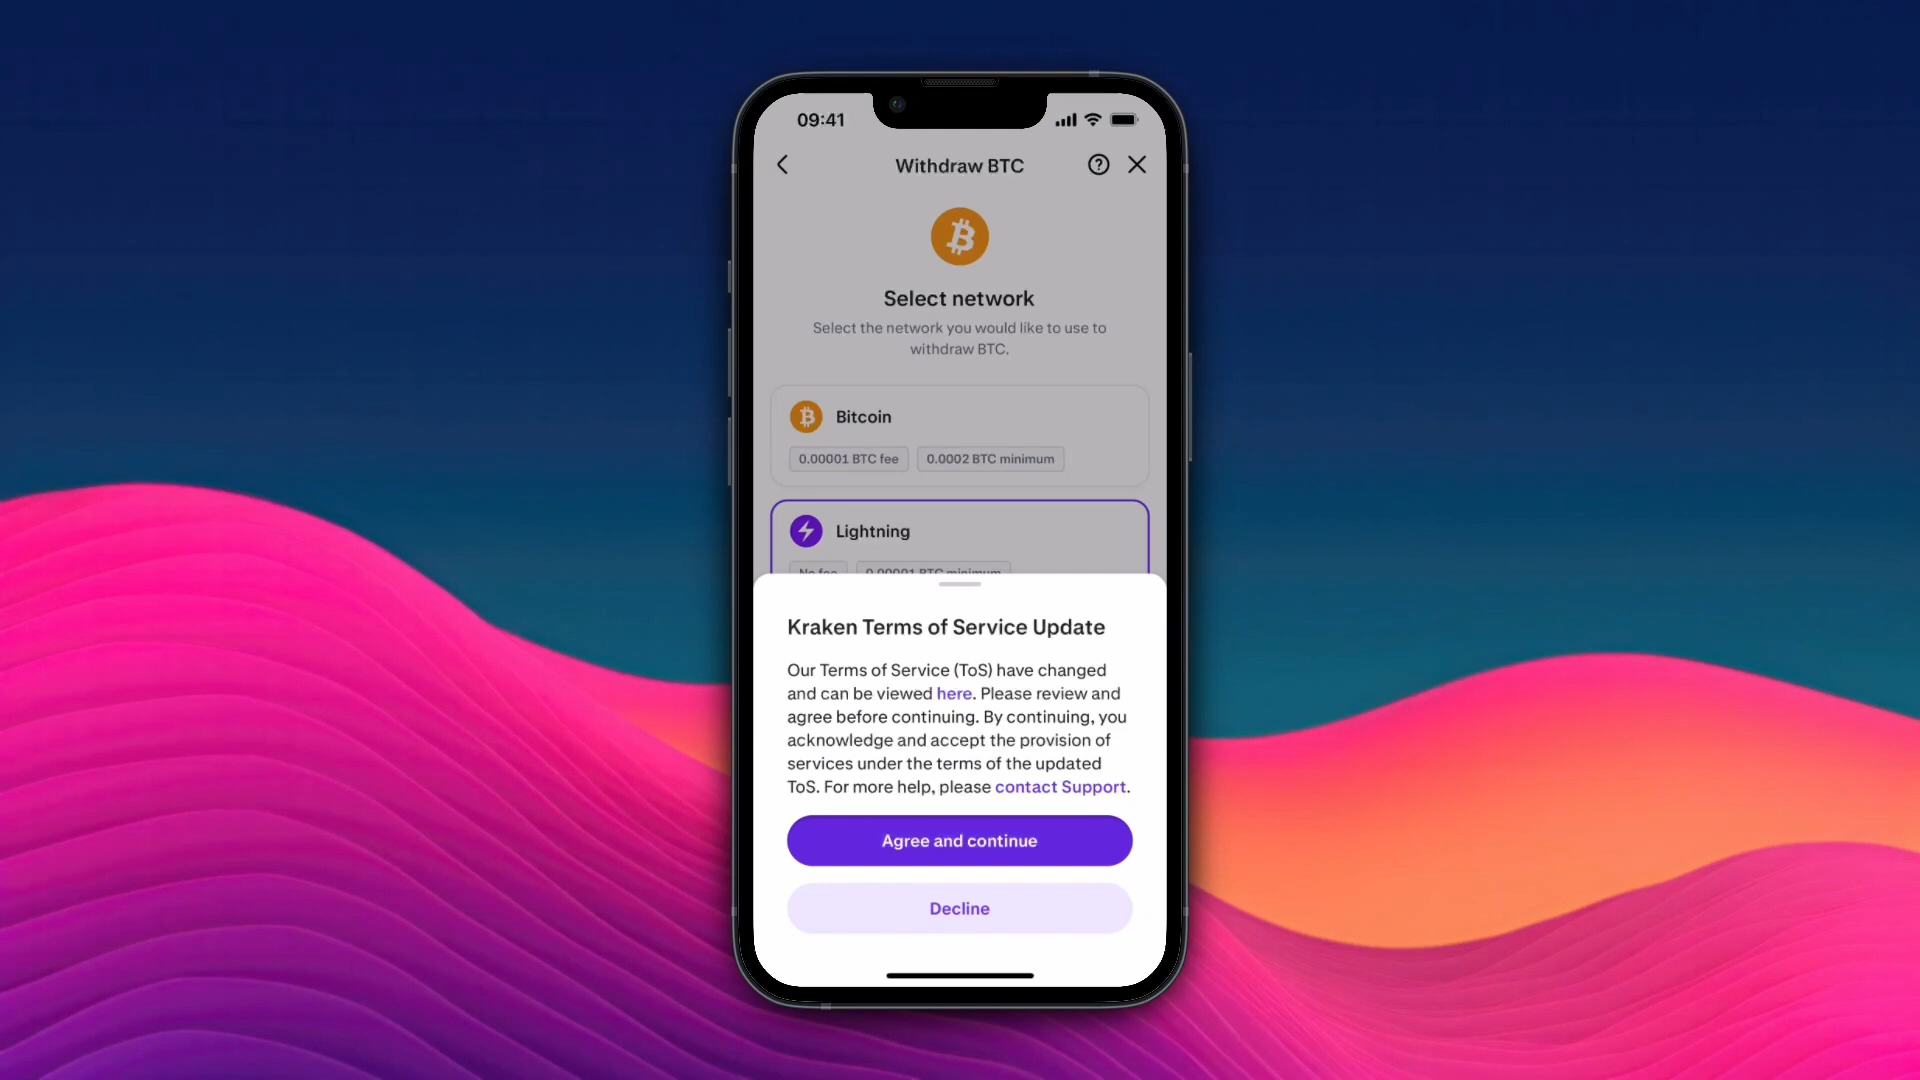 09:41
Withdraw BTC
Select network
Select the network you would like to use to
withdraw BTC.
Bitcoin
0.00001 BTC fee
0.0002 BTC minimum
Lightning
No fee
0.00001 BTC minimum
Kraken Terms of Service Update
Our Terms of Service (ToS) have changed
and can be viewed here. Please review and
agree before continuing. By continuing, you
acknowledge and accept the provision of
services under the terms of the updated
ToS. For more help, please contact Support.
Agree and continue
Decline